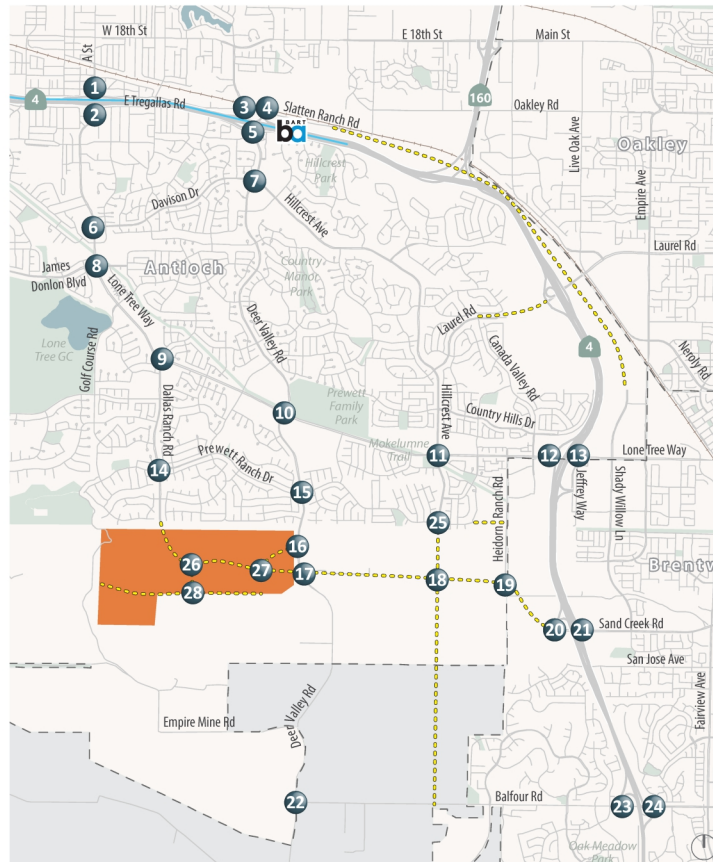 W 18th St
E 18th St
Main St
A St
1
4
E Tregallas Rd
2
3
4
Slatten Ranch Rd
160
Oakley Rd
5
BART
ba
Live Oak Ave
Oakley
Hillcrest
Park
7
Empire Ave
Davison Dr
Hillcrest Ave
6
Laurel Rd
8
James
Donlon Blvd
Antioch
Country
Manor
Park
Lone Tree Way
Deer Valley Rd
Laurel Rd
Canada Valley Rd
4
Lone
Tree GC
Golf Course Rd
Neroly Rd
9
Dallas Ranch Rd
Prewett
Family
Park
Hillcrest Ave
10
Country Hills Dr
Mokelumne
Trail
11
12
13
Lone Tree Way
14
Prewett Ranch Dr
15
Heidorn Ranch Rd
Jeffrey Way
Shady Willow Ln
25
16
26
27
17
18
19
28
Brentw
20
21
Sand Creek Rd
San Jose Ave
Fairview Ave
Empire Mine Rd
Deer Valley Rd
22
Balfour Rd
23
24
Oak Meadow
Park